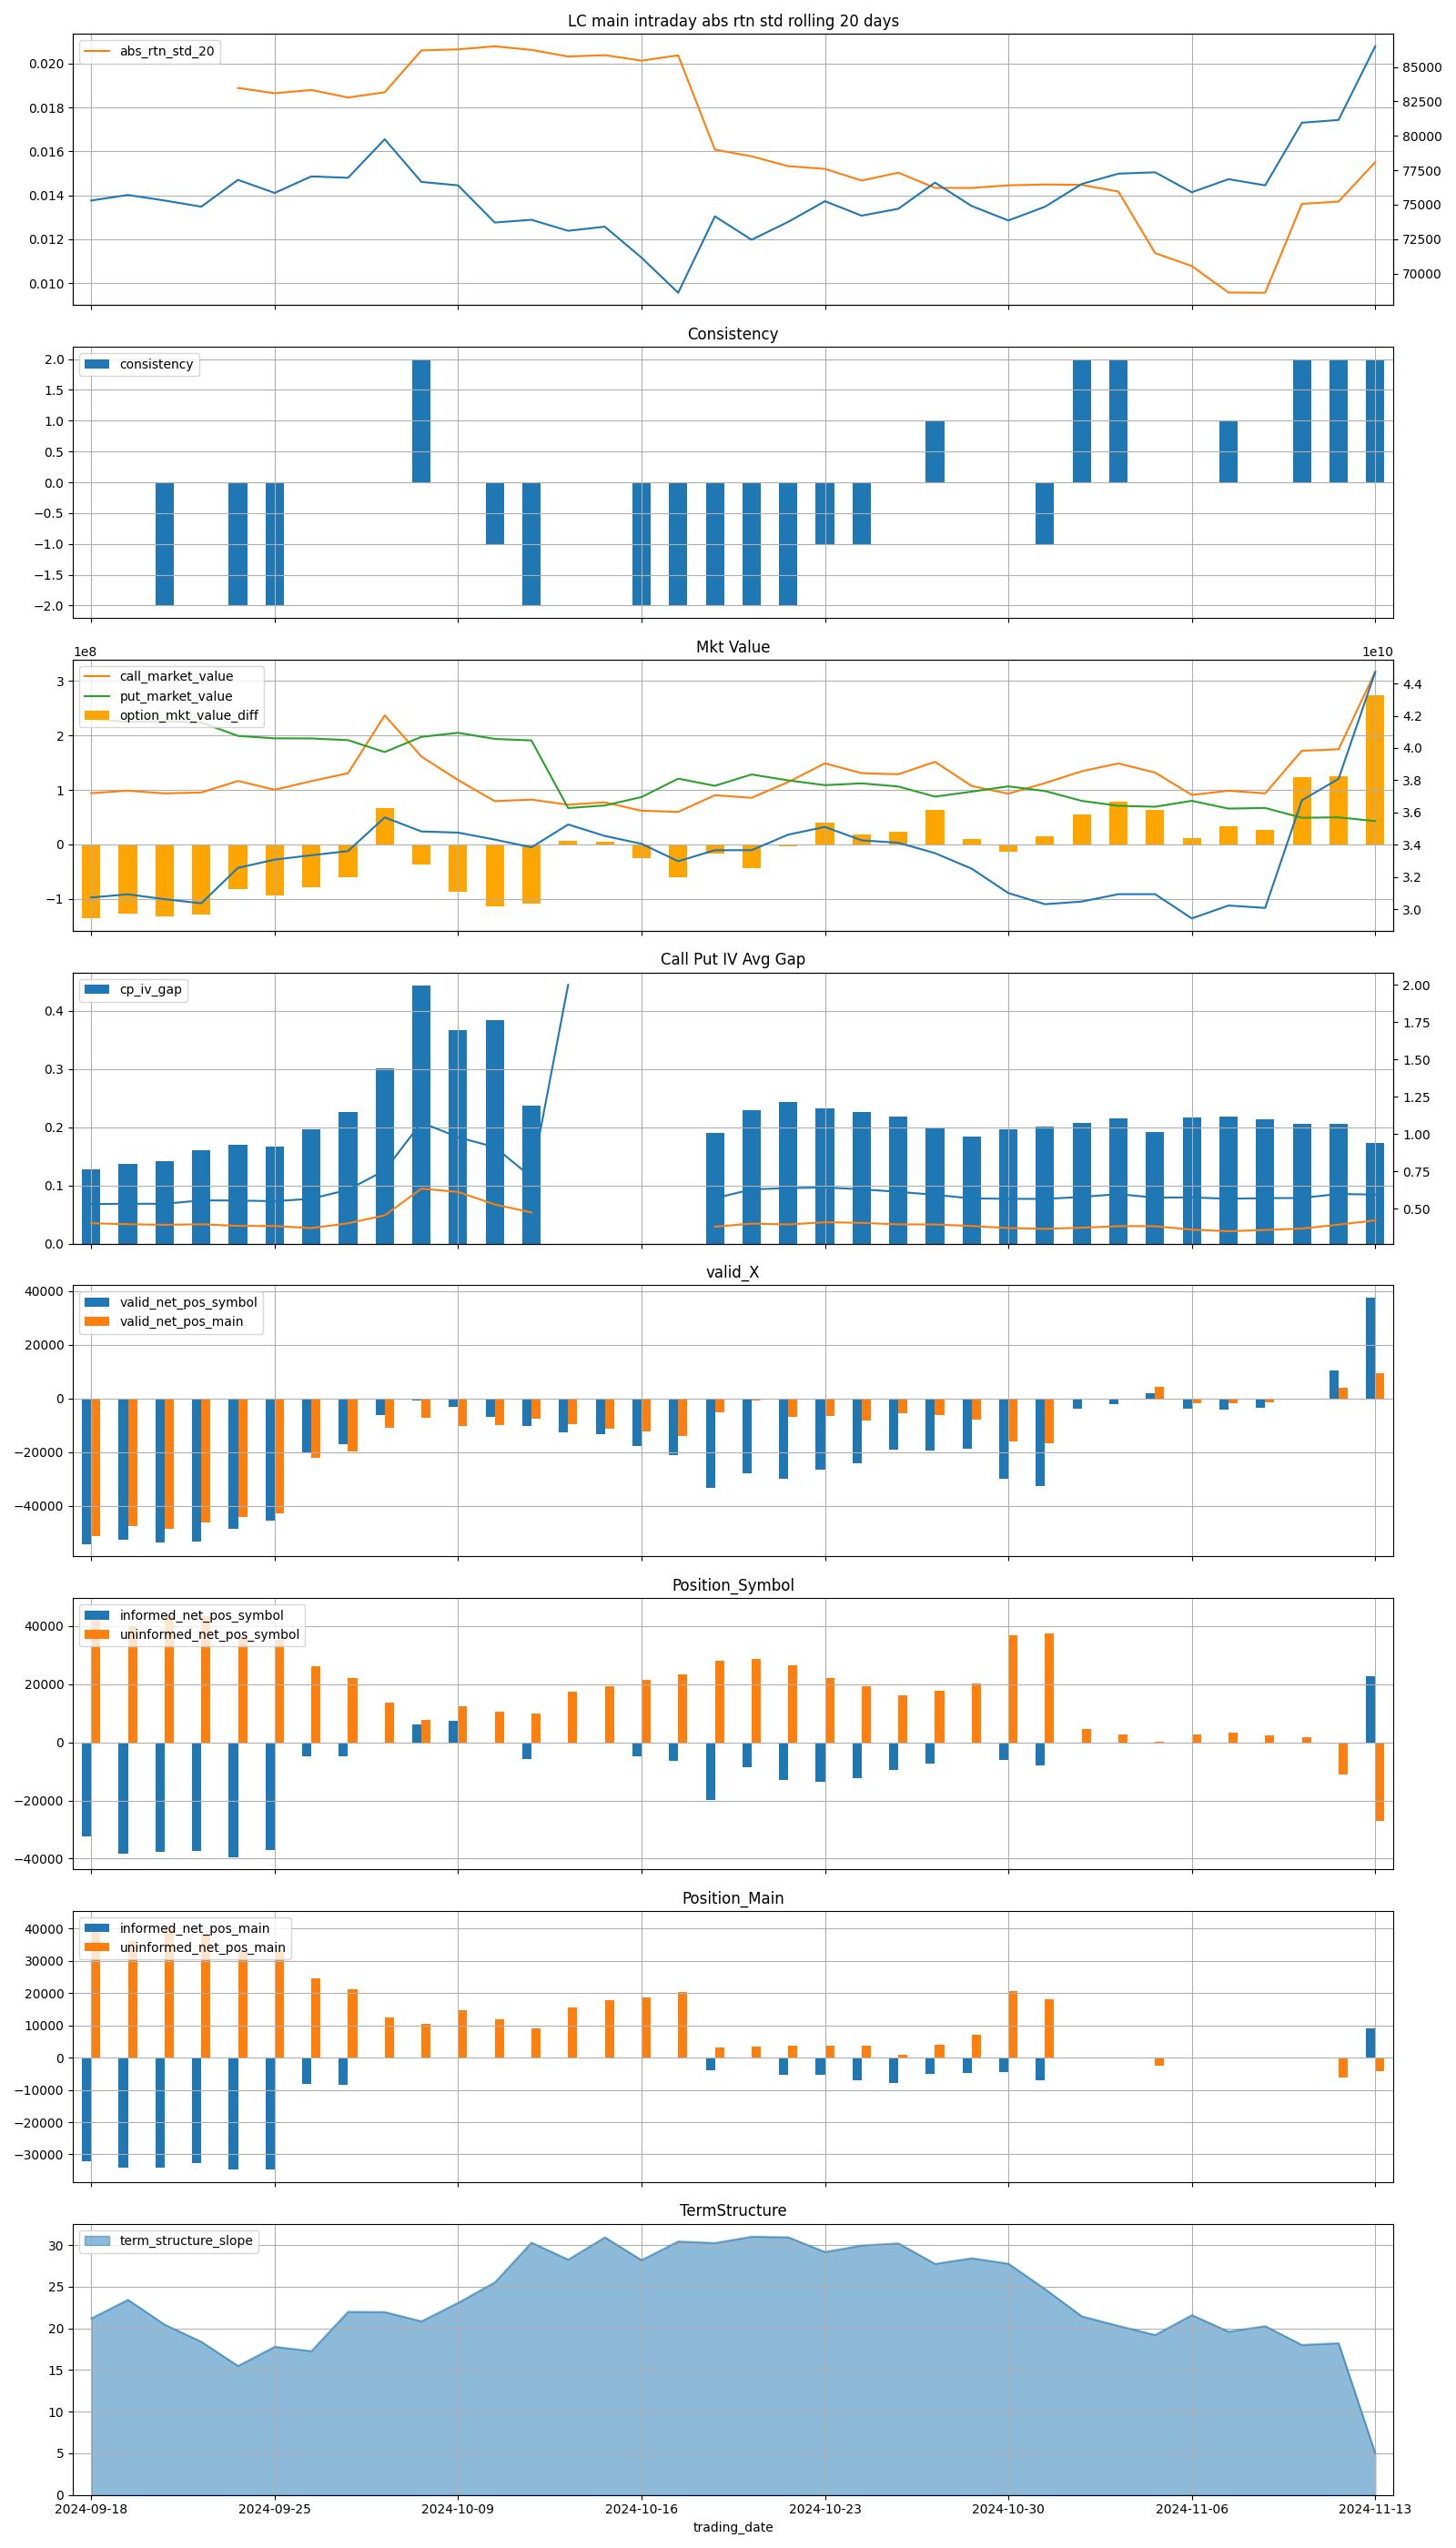 LC main intraday abs rtn std rolling 20 days
abs_rtn_std_20
0.020
0.018
0.016
0.014
0.012
0.010
85000
82500
80000
77500
75000
72500
70000
Consistency
consistency
2.0
1.5
1.0
0.5
0.0
−0.5
−1.0
−1.5
−2.0
Mkt Value
1e8
1e10
call_market_value
put_market_value
option_mkt_value_diff
3
2
1
0
−1
4.4
4.2
4.0
3.8
3.6
3.4
3.2
3.0
Call Put IV Avg Gap
cp_iv_gap
0.4
0.3
0.2
0.1
0.0
2.00
1.75
1.50
1.25
1.00
0.75
0.50
valid_X
valid_net_pos_symbol
valid_net_pos_main
40000
20000
0
−20000
−40000
Position_Symbol
informed_net_pos_symbol
uninformed_net_pos_symbol
40000
20000
0
−20000
−40000
Position_Main
informed_net_pos_main
uninformed_net_pos_main
40000
30000
20000
10000
0
−10000
−20000
−30000
TermStructure
term_structure_slope
30
25
20
15
10
5
0
2024-09-18 2024-09-25 2024-10-09 2024-10-16 2024-10-23 2024-10-30 2024-11-06 2024-11-13
trading_date